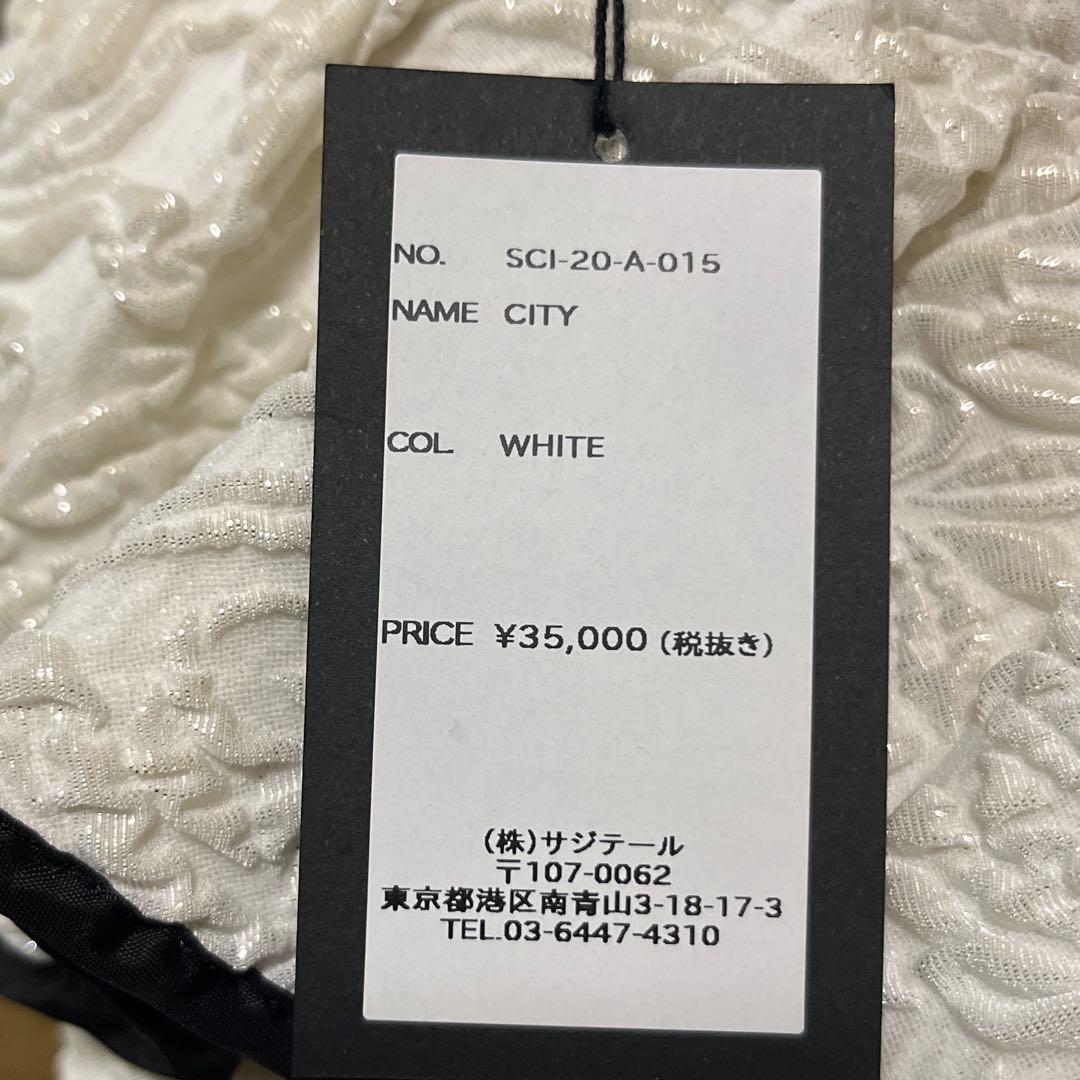 NO. SCI-20-A-015
NAME CITY
COL. WHITE
PRICE ¥35,000 (税抜き)
(株)サジテール
〒107-0062
東京都港区南青山3-18-17-3
TEL.03-6447-4310